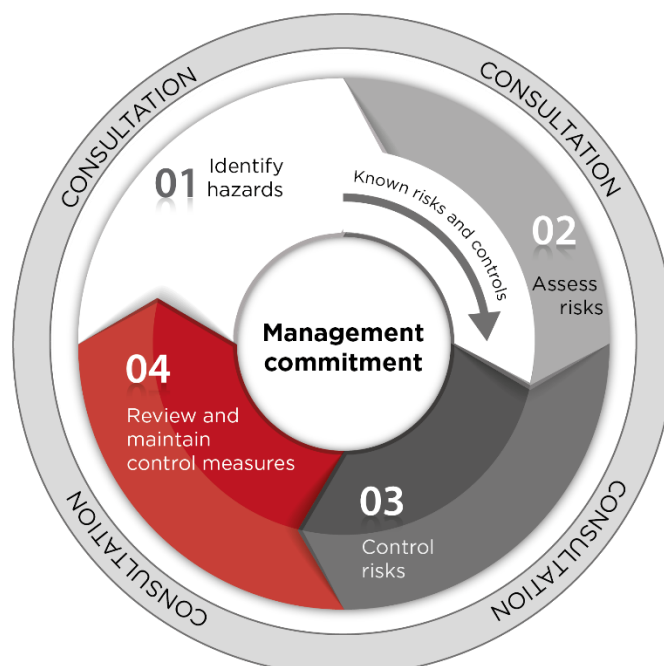 CONSULTATION
CONSULTATION
01
Identify
hazards
Known risks and controls
02
Assess
risks
Management
commitment
04
Review and
maintain
control measures
03
Control
risks
CONSULTATION
CONSULTATION